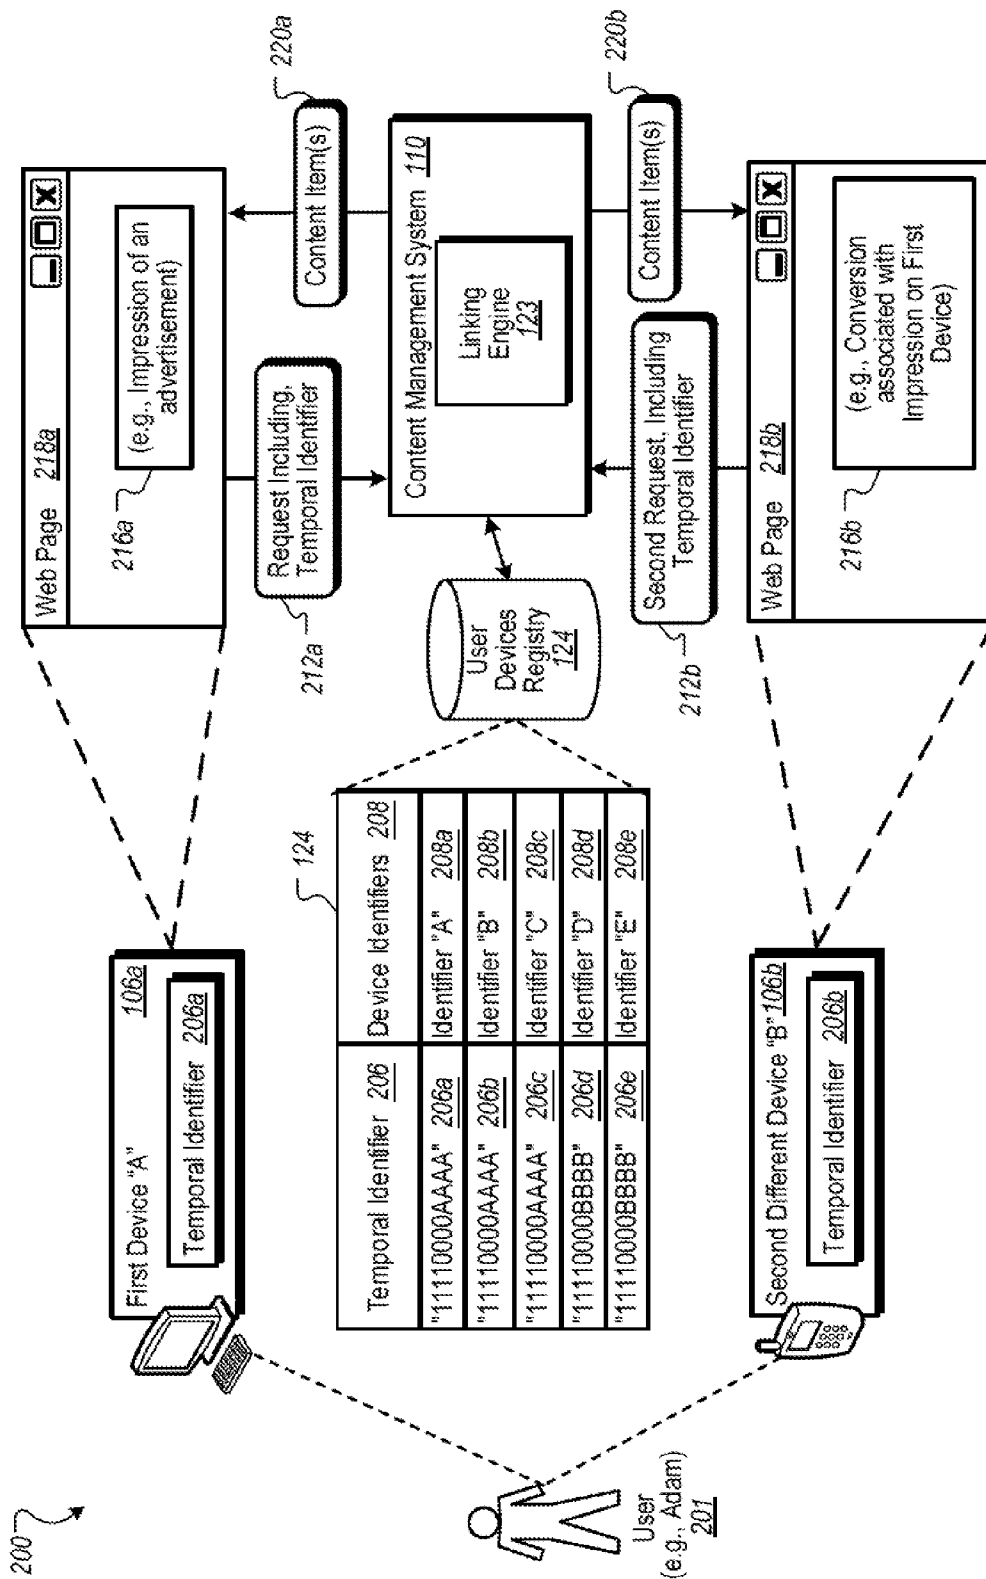 200
User
(e.g., Adam)
201
First Device "A"
106a
Temporal Identifier 206a
Web Page 218a
(e.g., Impression of an
advertisement)
216a
Request Including,
Temporal Identifier
212a
Content Item(s)
220a
124
Temporal Identifier 206
Device Identifiers 208
"11110000AAAA" 206a
Identifier "A" 208a
"11110000AAAA" 206b
Identifier "B" 208b
"11110000AAAA" 206c
Identifier "C" 208c
"11110000BBBB" 206d
Identifier "D" 208d
"11110000BBBB" 206e
Identifier "E" 208e
User
Devices
Registry
124
Content Management System 110
Linking
Engine
123
Second Request, Including
Temporal Identifier
212b
Content Item(s)
220b
Second Different Device "B" 106b
Temporal Identifier 206b
Web Page 218b
(e.g., Conversion
associated with
Impression on First
Device)
216b